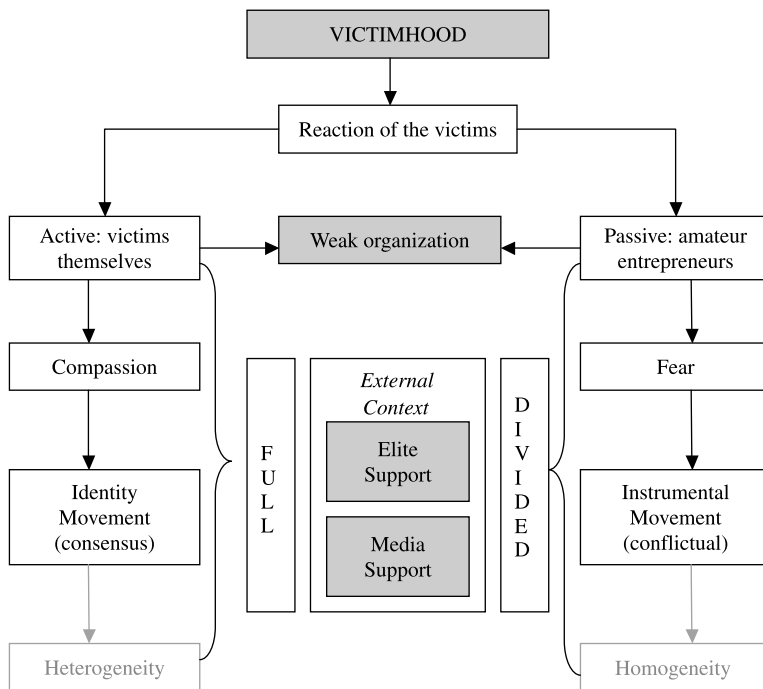 VICTIMHOOD
Reaction of the victims
Active: victims
themselves
Weak organization
Passive: amateur
entrepreneurs
Compassion
Fear
FULL
External
Context
Elite
Support
Media
Support
DIVIDED
Identity
Movement
(consensus)
Instrumental
Movement
(conflictual)
Heterogeneity
Homogeneity